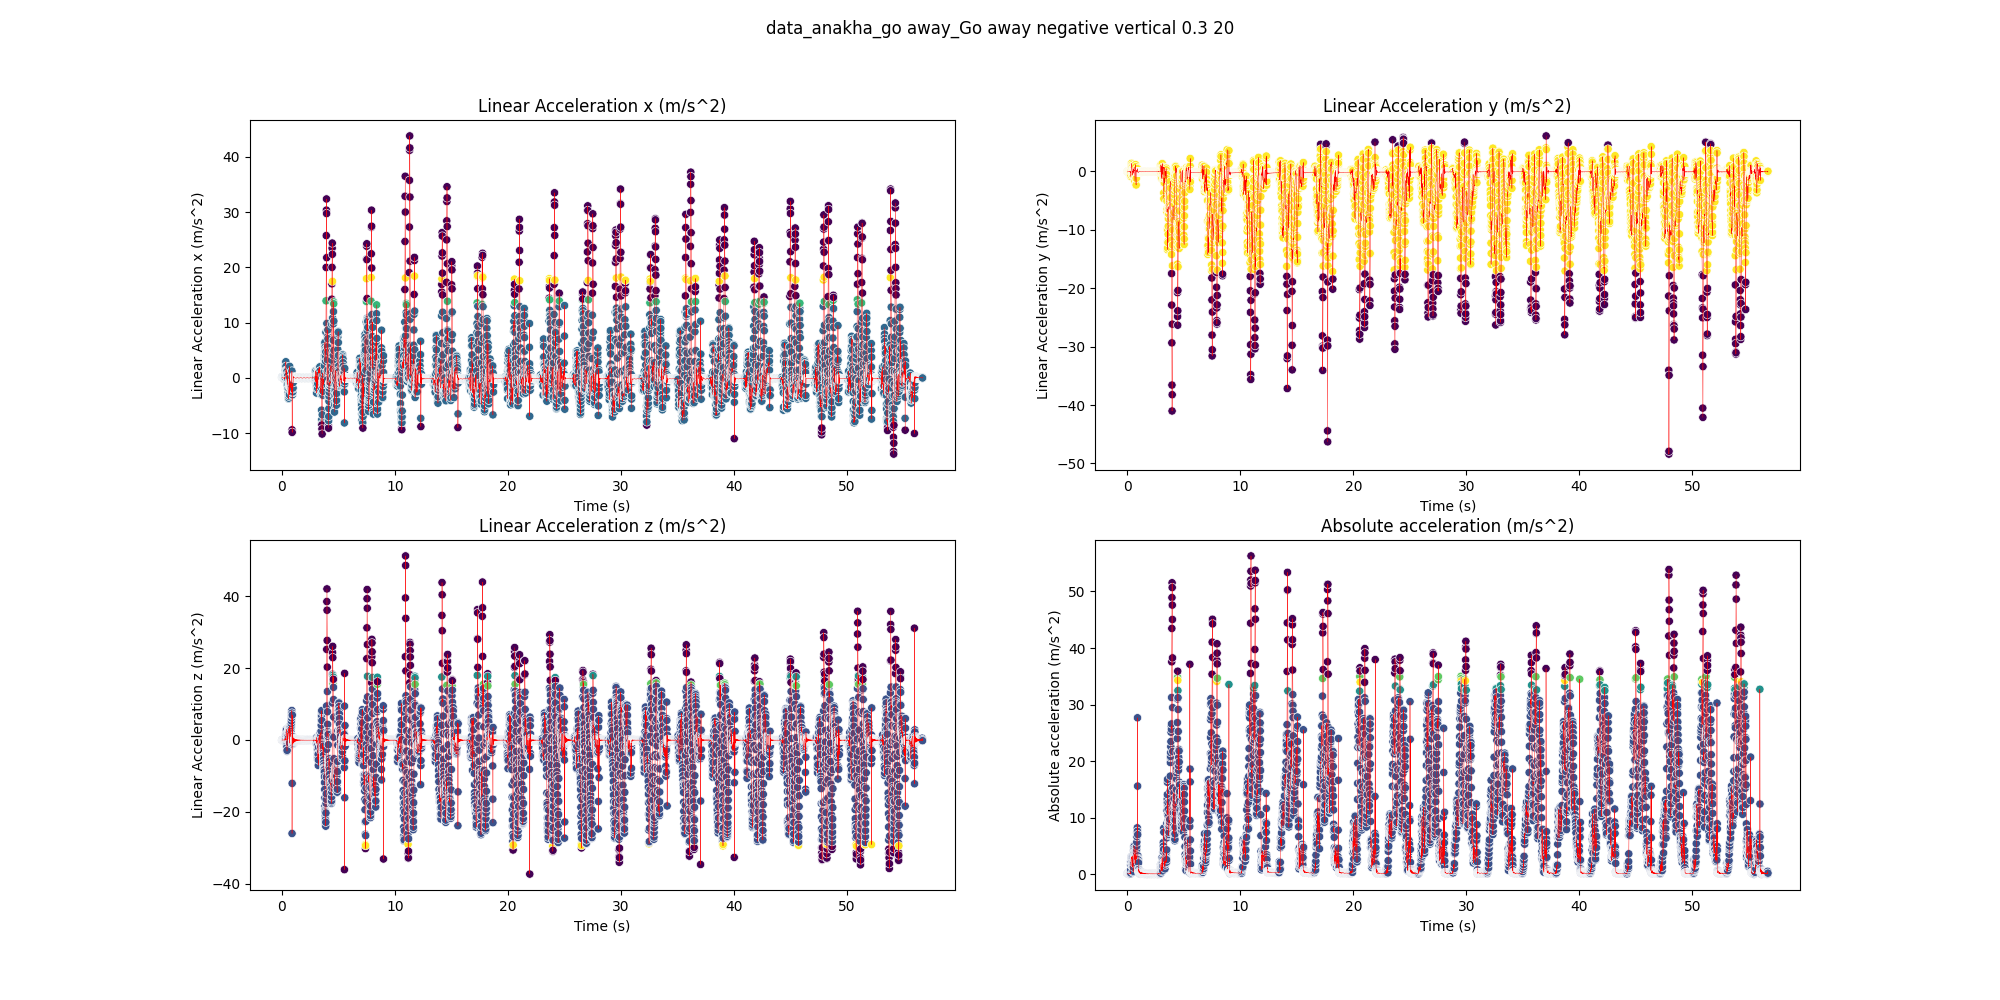 data_anakha_go away_Go away negative vertical 0.3 20
Linear Acceleration x (m/s^2)
Linear Acceleration x (m/s^2)
40
30
20
10
0
−10
0 10 20 30 40 50
Time (s)
Linear Acceleration y (m/s^2)
Linear Acceleration y (m/s^2)
0
−10
−20
−30
−40
−50
0 10 20 30 40 50
Time (s)
Linear Acceleration z (m/s^2)
Linear Acceleration z (m/s^2)
40
20
0
−20
−40
0 10 20 30 40 50
Time (s)
Absolute acceleration (m/s^2)
Absolute acceleration (m/s^2)
50
40
30
20
10
0
0 10 20 30 40 50
Time (s)